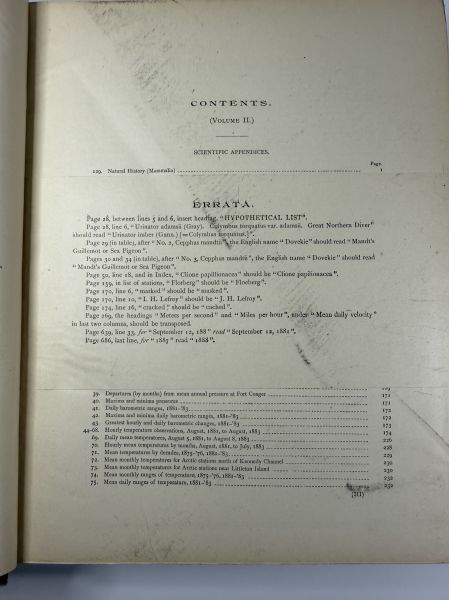 CONTENTS.
(VOLUME II.)
SCIENTIFIC APPENDICES.
Page.
129. Natural History (Mammalia) 1
ERRATA.
Page 28, between lines 5 and 6, insert heading, "HYPOTHETICAL LIST".
Page 28, line 6, "Urinator adamsii (Gray). Colymbus torquatus var. adamsii. Great Northern Diver"
should read "Urinator imber (Gunn.) [= Colymbus torquatus.]".
Page 29 (in table), after "No. 2, Cepphus mandtii", the English name "Dovekie" should read "Mandt's
Guillemot or Sea Pigeon".
Pages 30 and 34 (in table), after "No. 5, Cepphus mandtii", the English name "Dovekie" should read
"Mandt's Guillemot or Sea Pigeon".
Page 50, line 18, and in Index, "Clione papilionacea" should be "Clione papilionacea".
Page 159, in list of stations, "Florberg" should be "Floeberg".
Page 170, line 6, "masked" should be "masked".
Page 170, line 10, "I. H. Lefroy" should be "J. H. Lefroy".
Page 174, line 16, "cracked" should be "cached".
Page 269, the headings "Meters per second" and "Miles per hour", under "Mean daily velocity"
in last two columns, should be transposed.
Page 639, line 33, for "September 12, 188" read "September 12, 1881".
Page 686, last line, for "1883" read "1888".
39. Departures (by months) from mean annual pressure at Fort Conger 171
40. Maxima and minima pressures 171
41. Daily barometric ranges, 1881-'83 172
42. Maxima and minima daily barometric ranges, 1881-'83 172
43. Greatest hourly and daily barometric changes, 1881-'83 173
44-68. Hourly temperature observations, August, 1881, to August, 1883 174
69. Daily mean temperatures, August 5, 1881, to August 8, 1883 226
70. Hourly mean temperatures by months, August, 1881, to July, 1883 228
71. Mean temperatures by decades, 1875-'76, 1881-'83 229
72. Mean monthly temperatures for Arctic stations north of Kennedy Channel 230
73. Mean monthly temperatures for Arctic stations near Littleton Island 230
74. Monthly ranges of temperature, 1875-'76, 1881-'83 232
75. Mean daily ranges of temperature, 1881-'83 232
(III)